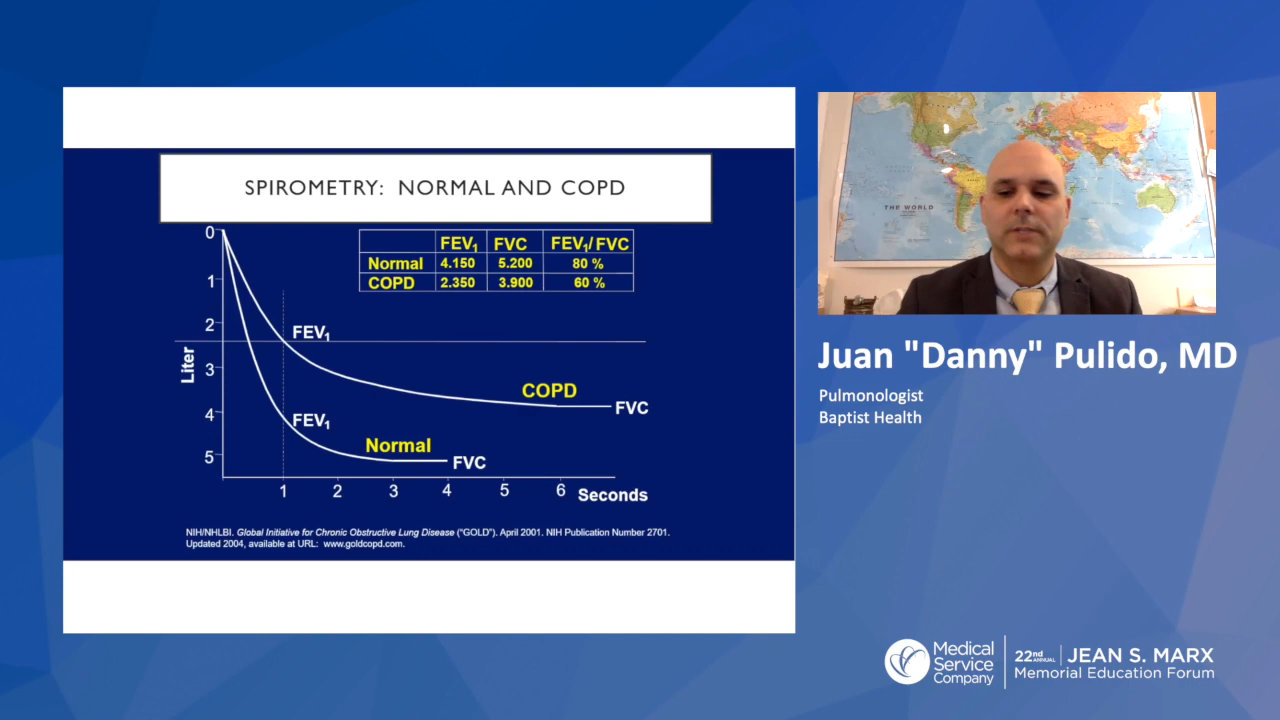 SPIROMETRY: NORMAL AND COPD
FEV₁ FVC FEV₁/FVC
Normal 4.150 5.200 80 %
COPD 2.350 3.900 60 %
0
1
2
3
4
5
Liter
FEV₁
COPD
FVC
FEV₁
Normal
FVC
1 2 3 4 5 6 Seconds
NIH/NHLBI. Global Initiative for Chronic Obstructive Lung Disease ("GOLD"). April 2001. NIH Publication Number 2701.
Updated 2004, available at URL: www.goldcopd.com.
THE WORLD
Juan "Danny" Pulido, MD
Pulmonologist
Baptist Health
Medical
Service
Company
22nd ANNUAL JEAN S. MARX
Memorial Education Forum